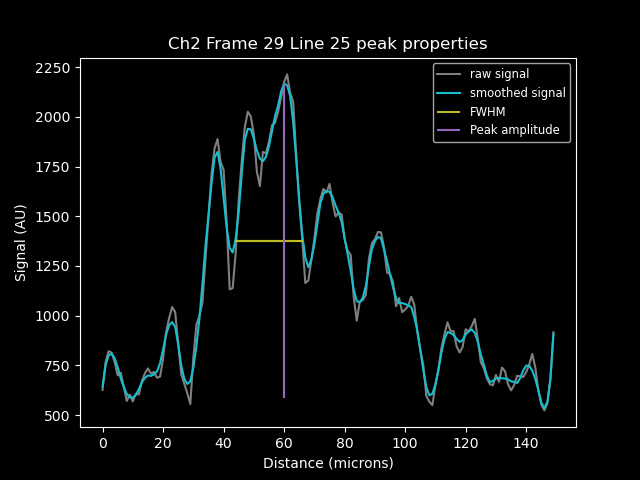 Ch2 Frame 29 Line 25 peak properties
raw signal
smoothed signal
FWHM
Peak amplitude
2250
2000
1750
1500
1250
1000
750
500
Signal (AU)
0 20 40 60 80 100 120 140
Distance (microns)